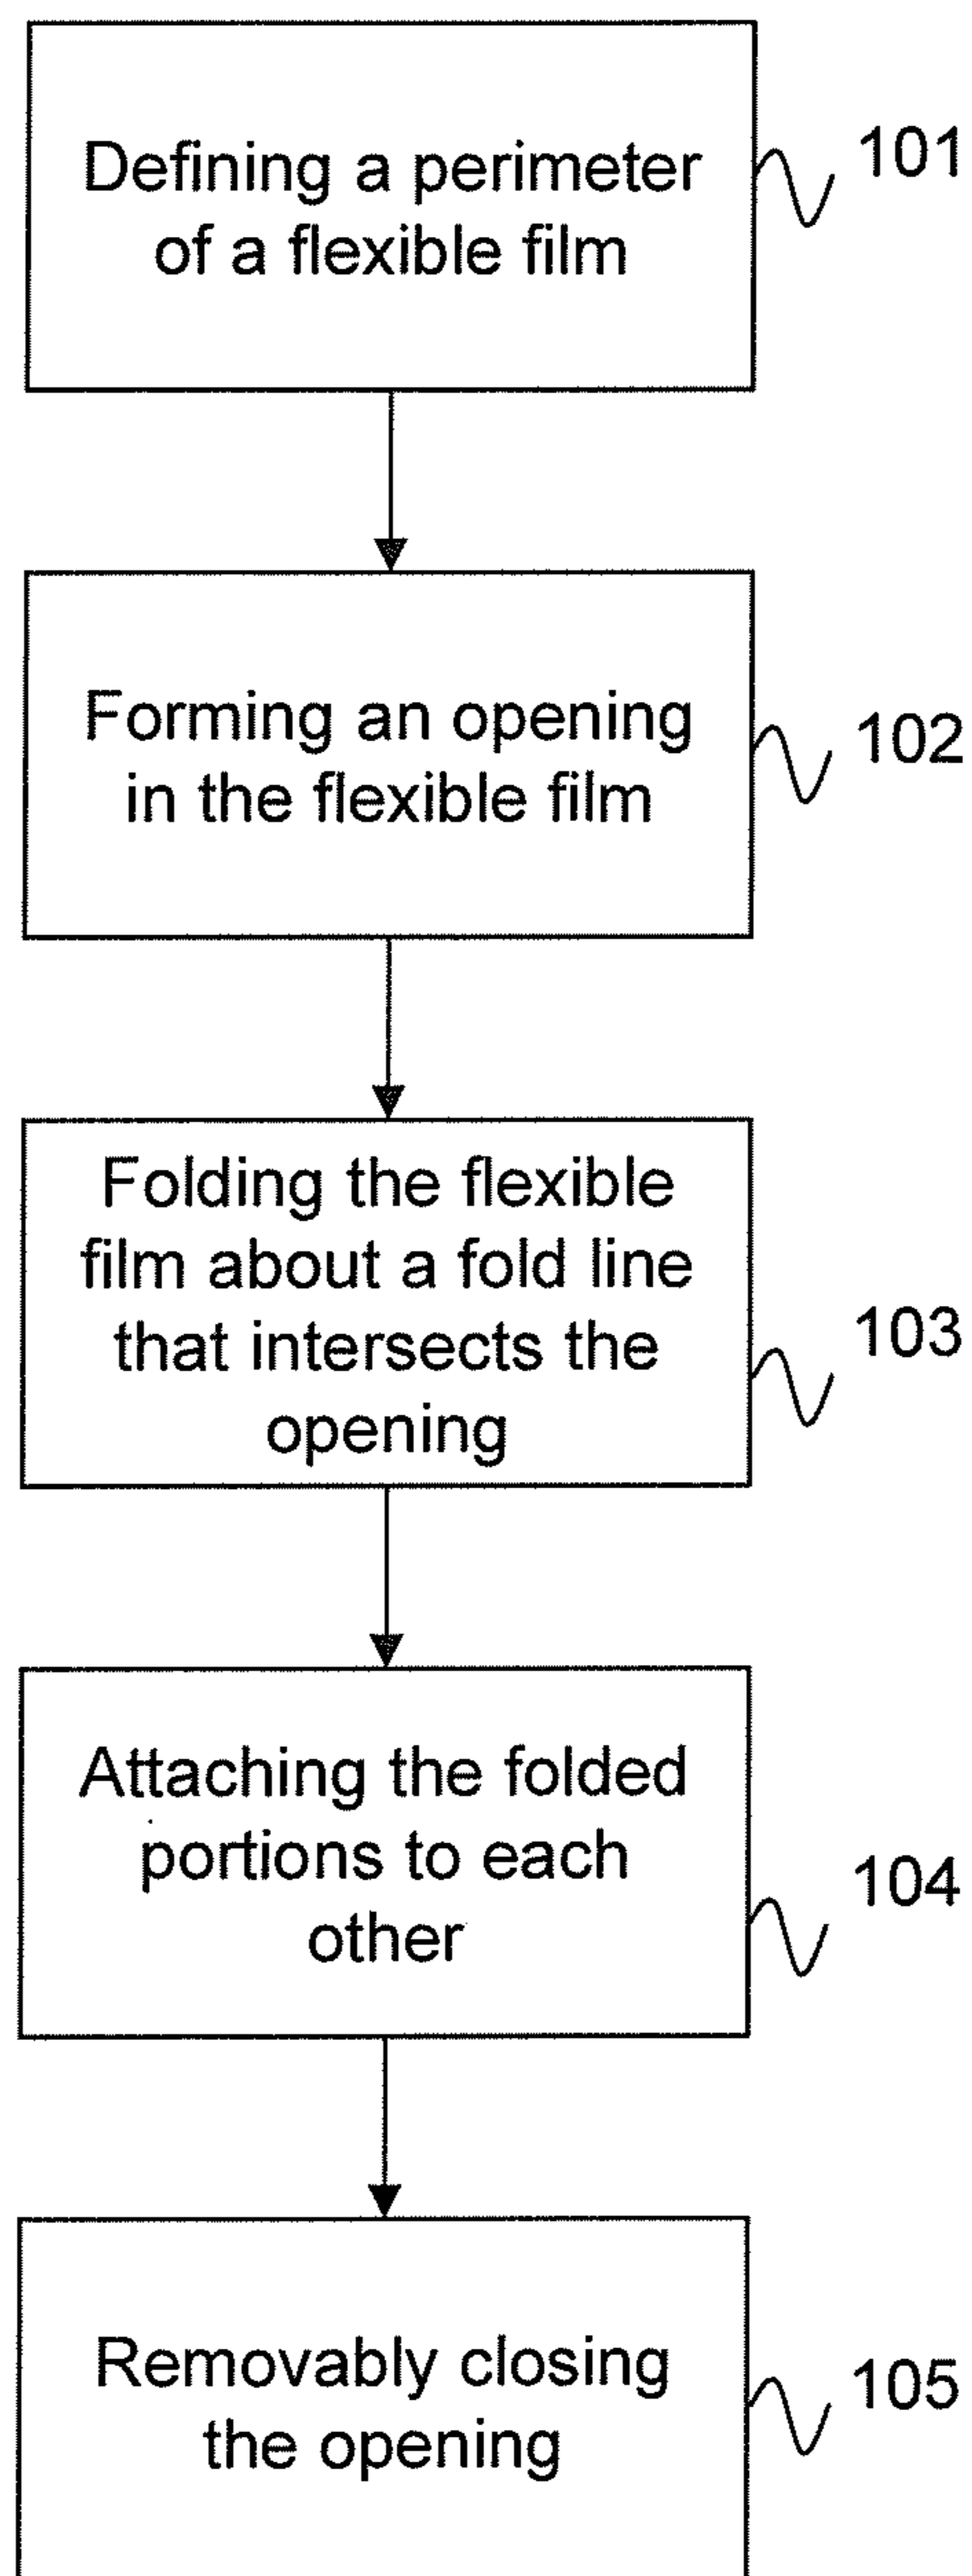 Defining a perimeter
of a flexible film
101
Forming an opening
in the flexible film
102
Folding the flexible
film about a fold line
that intersects the
opening
103
Attaching the folded
portions to each
other
104
Removably closing
the opening
105